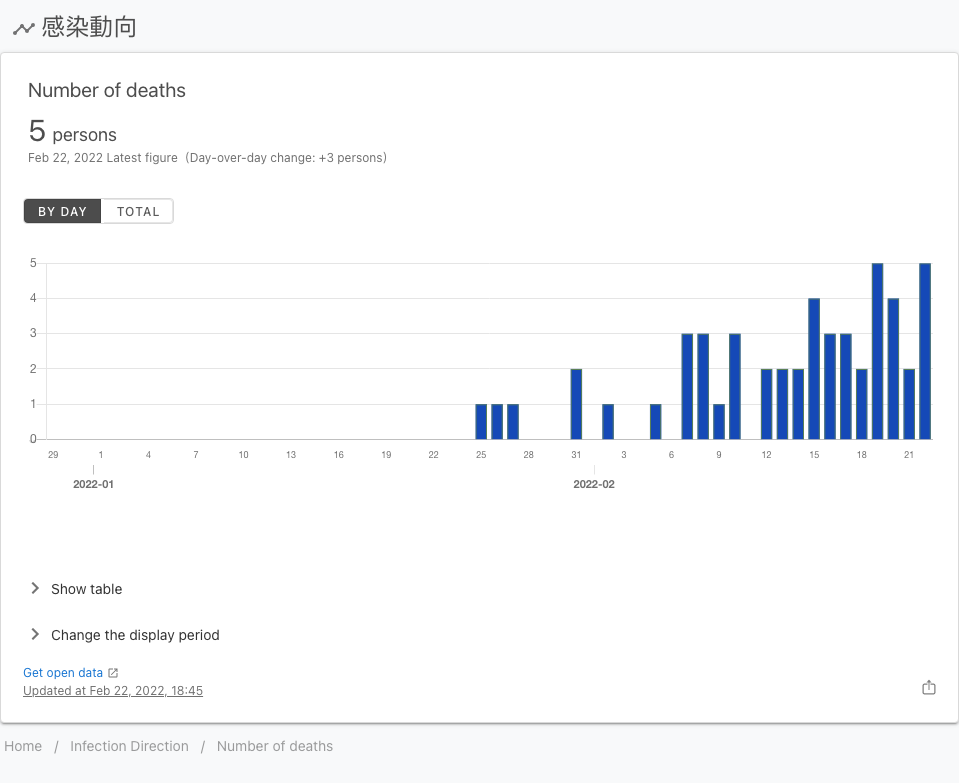 感染動向
Number of deaths
5 persons
Feb 22, 2022 Latest figure (Day-over-day change: +3 persons)
BY DAY TOTAL
5
4
3
2
1
0
29 1 4 7 10 13 16 19 22 25 28 31 3 6 9 12 15 18 21
2022-01 2022-02
Show table
Change the display period
Get open data
Updated at Feb 22, 2022, 18:45
Home / Infection Direction / Number of deaths